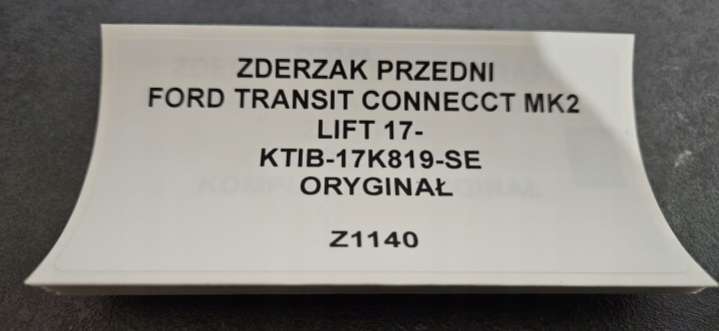 ZDERZAK PRZEDNI
FORD TRANSIT CONNECCT MK2
LIFT 17-
KTIB-17K819-SE
ORYGINAŁ
Z1140